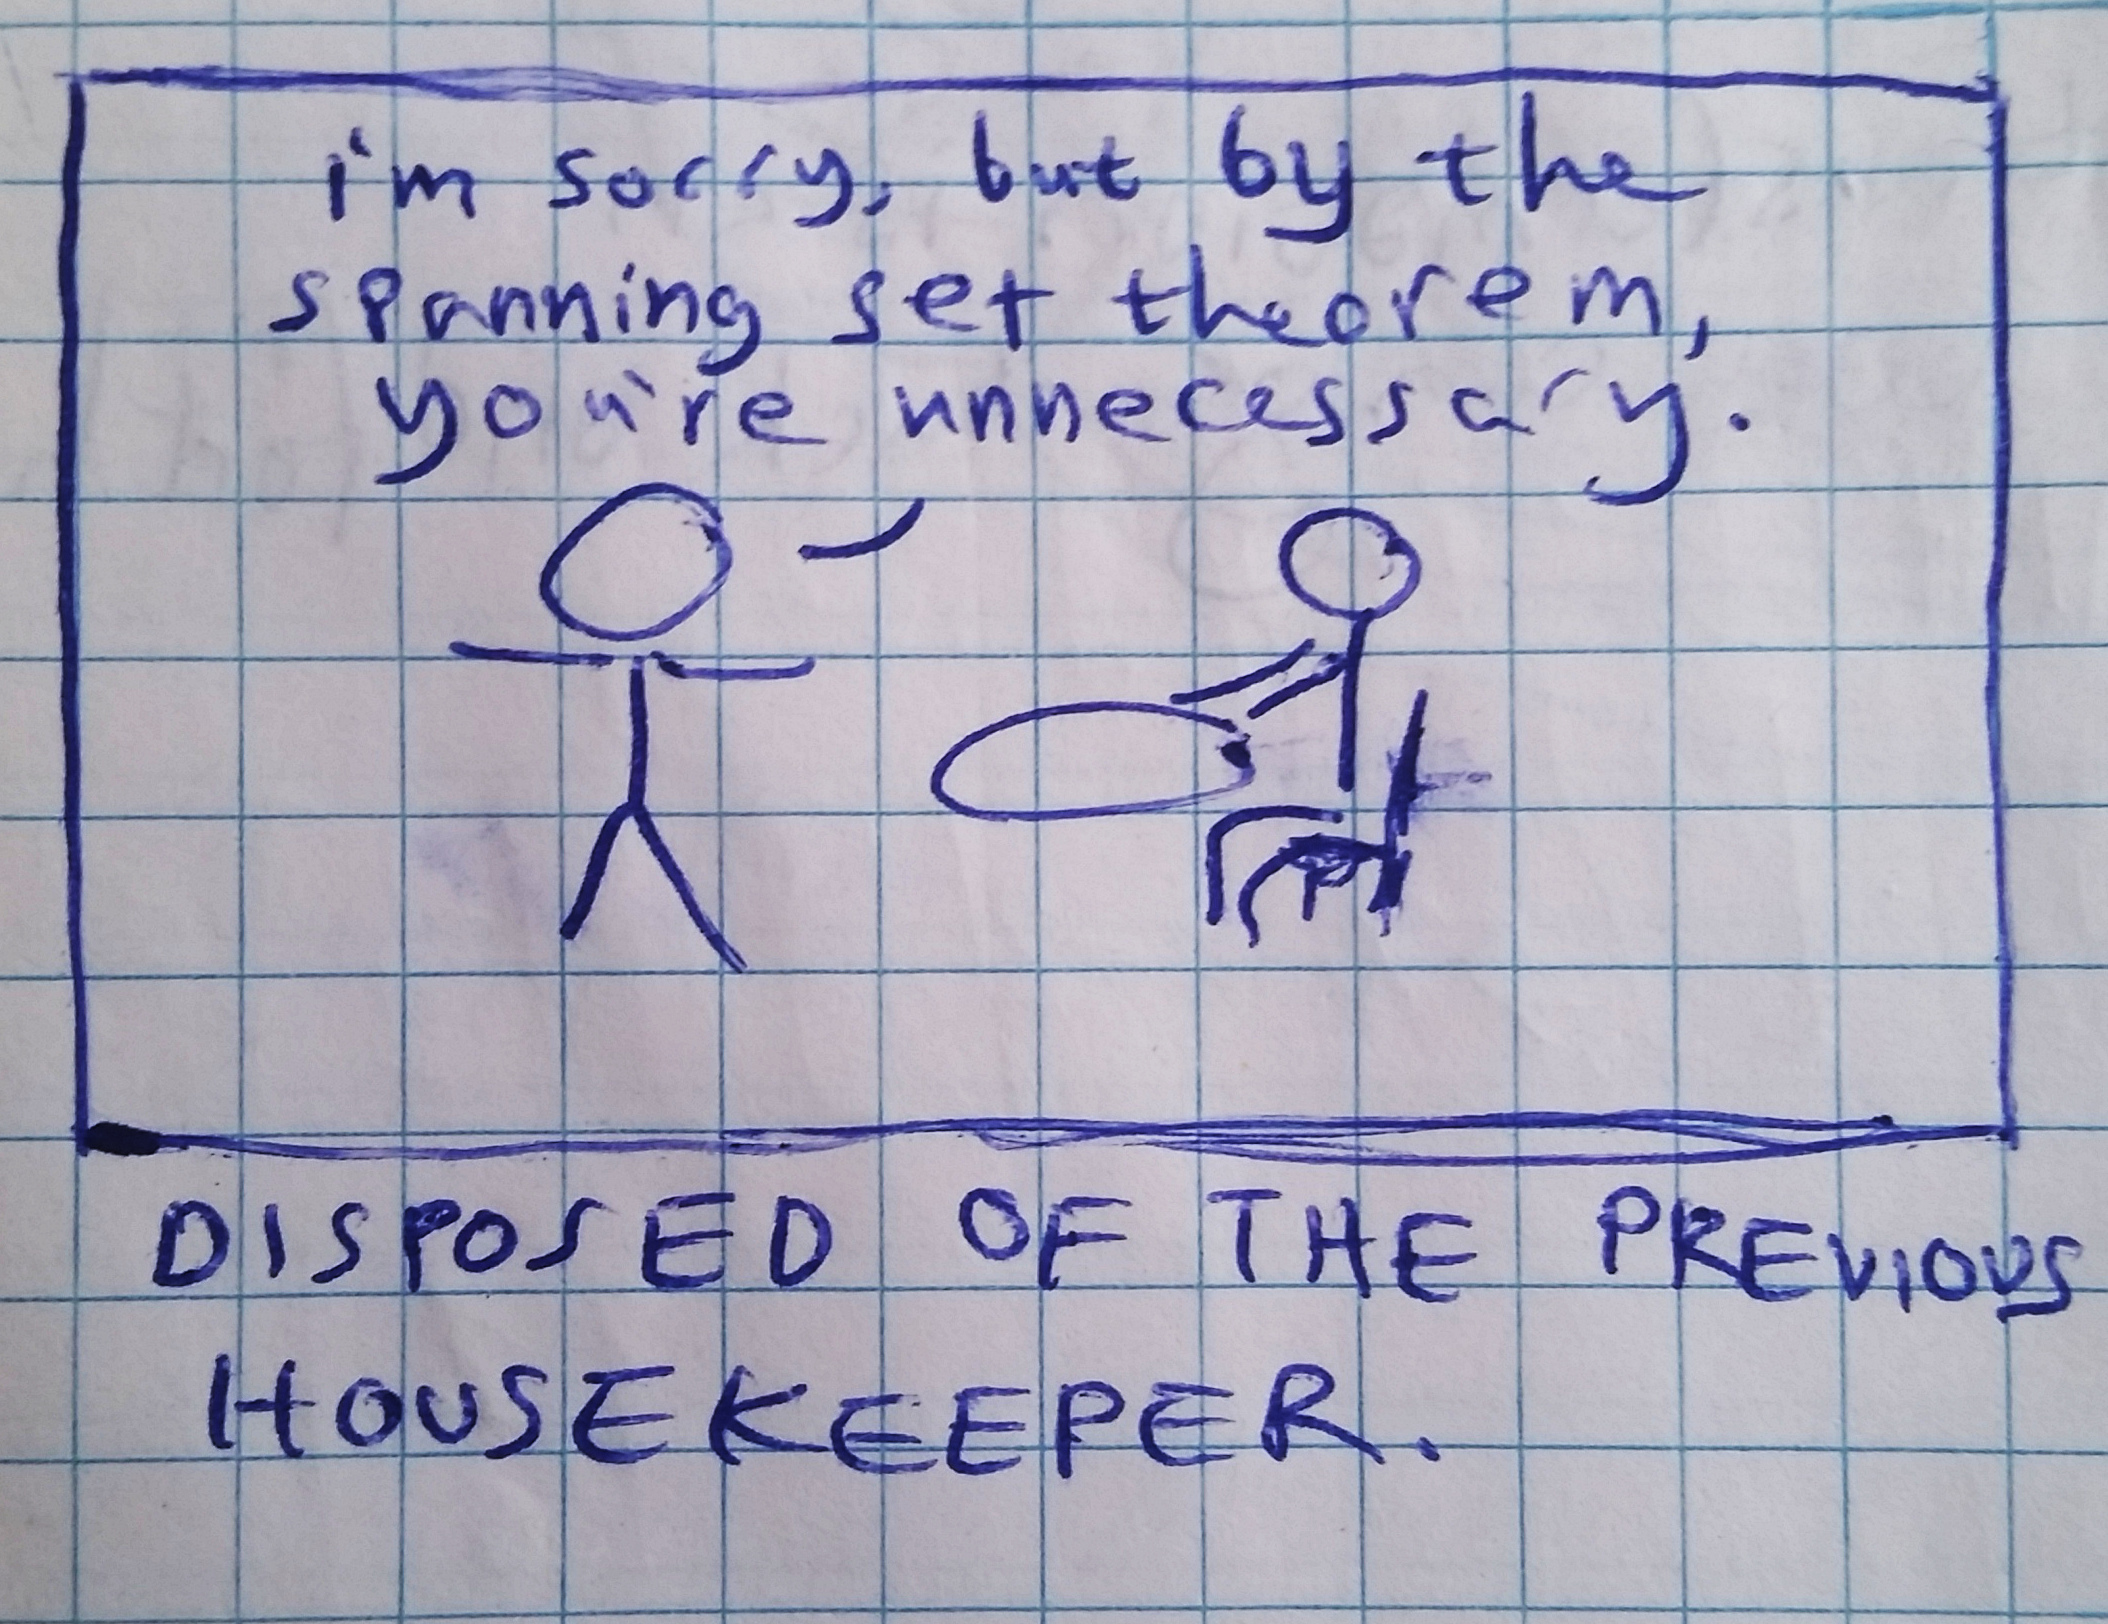 i'm sorry, but by the
spanning set theorem,
you're unnecessary.
DISPOSED OF THE PREVIOUS
HOUSEKEEPER.